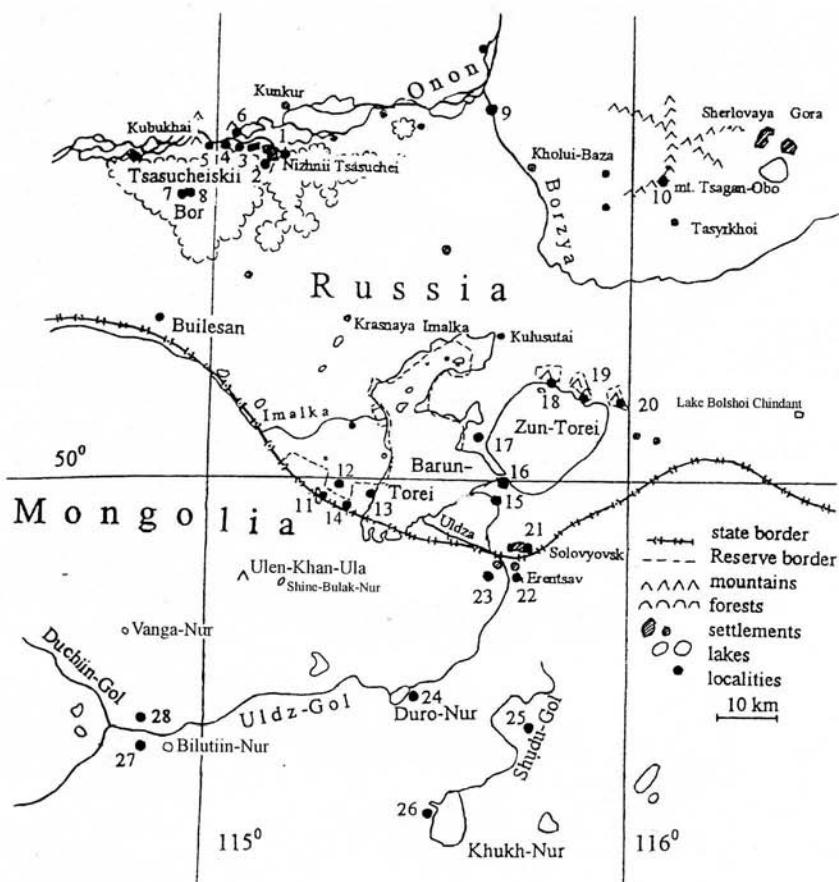 Onon
Kunkur
6
1
9
Sherlovaya Gora
Kubukhai
5 4 3
2
Nizhnii Tsasuchei
Kholui-Baza
Tsasucheiskii
Bor
7 8
10
mt. Tsagan-Obo
Borzya
Tasyrkhoi
Russia
Builesan
Krasnaya Imalka
Kulusutai
19
18
20
Lake Bolshoi Chindant
Imalka
17
Zun-Torei
50⁰
Barun-
Torei
16
12
11
13
15
14
Mongolia
Uldza
21
Solovyovsk
Ulen-Khan-Ula
Shine-Bulak-Nur
23
22
Erentsav
state border
Reserve border
mountains
forests
settlements
lakes
localities
10 km
Vanga-Nur
Duchiin-Gol
28
27
Bilutiin-Nur
Uldz-Gol
24
Duro-Nur
25
Shudu-Gol
26
Khukh-Nur
115⁰
116⁰